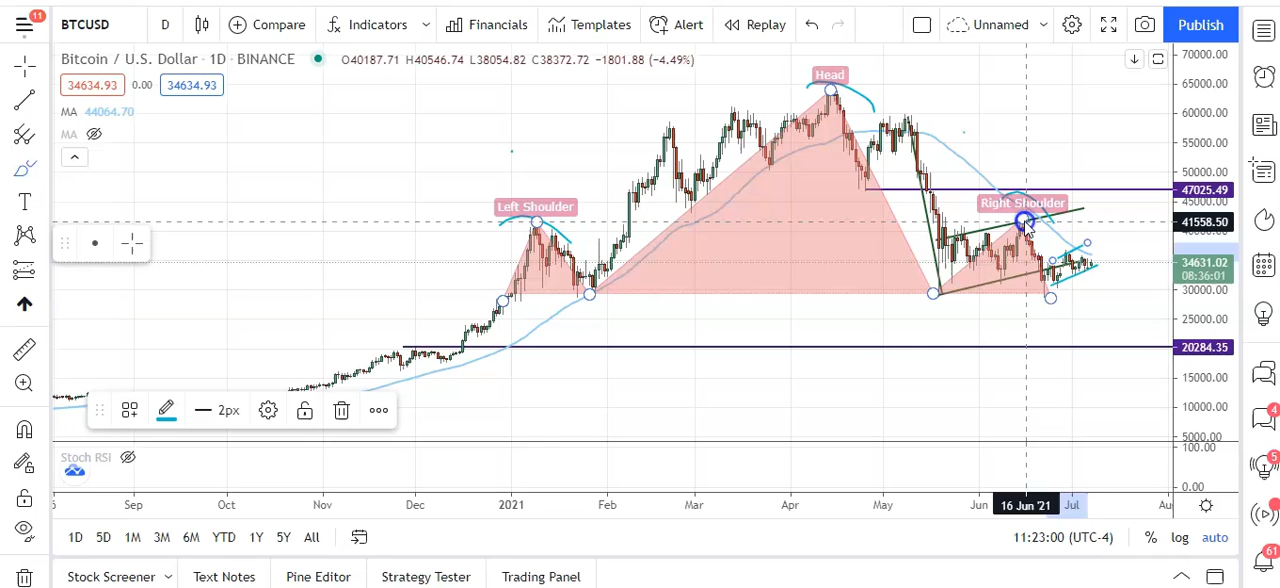 11
BTCUSD D Compare Indicators Financials Templates Alert Replay Unnamed Publish
Bitcoin / U.S. Dollar · 1D · BINANCE O40187.71 H40546.74 L38054.82 C38372.72 −1801.88 (−4.49%)
34634.93 0.00 34634.93
MA 44064.70
MA
Head
Left Shoulder
Right Shoulder
70000.00
65000.00
60000.00
55000.00
50000.00
47025.49
45000.00
41558.50
34631.02
08:36:01
30000.00
25000.00
20284.35
15000.00
10000.00
5000.00
2px
Stoch RSI
100.00
0.00
Sep Oct Nov Dec 2021 Feb Mar Apr May Jun 16 Jun '21 Jul
1D 5D 1M 3M 6M YTD 1Y 5Y All 11:23:00 (UTC-4) % log auto
Stock Screener Text Notes Pine Editor Strategy Tester Trading Panel
4
5
61